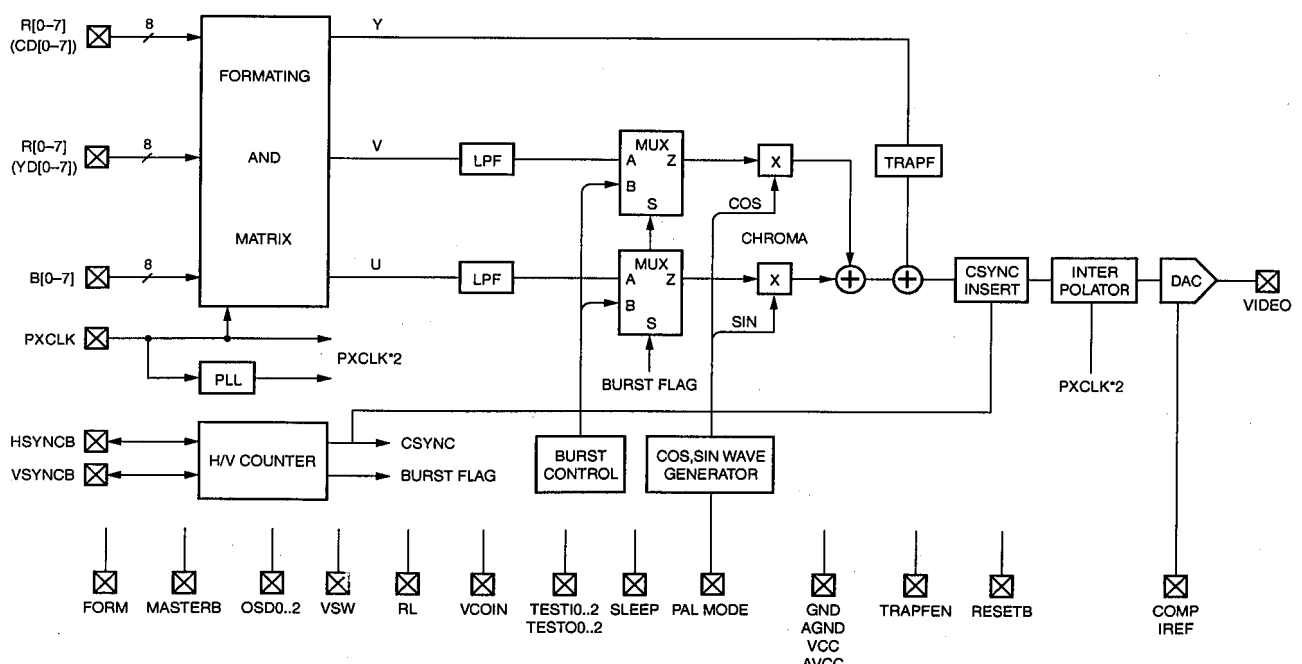 R[0–7]
(CD[0–7])
8
Y
FORMATING
AND
MATRIX
R[0–7]
(YD[0–7])
8
V
LPF
MUX
A
Z
B
S
X
TRAPF
COS
CHROMA
B[0–7]
8
U
LPF
MUX
A
Z
B
S
X
+
+
CSYNC
INSERT
INTER
POLATOR
DAC
VIDEO
SIN
PXCLK
PXCLK*2
PLL
BURST FLAG
PXCLK*2
HSYNCB
VSYNCB
H/V COUNTER
CSYNC
BURST FLAG
BURST
CONTROL
COS,SIN WAVE
GENERATOR
FORM
MASTERB
OSD0..2
VSW
RL
VCOIN
TESTI0..2
TESTO0..2
SLEEP
PAL MODE
GND
AGND
VCC
AVCC
TRAPFEN
RESETB
COMP
IREF